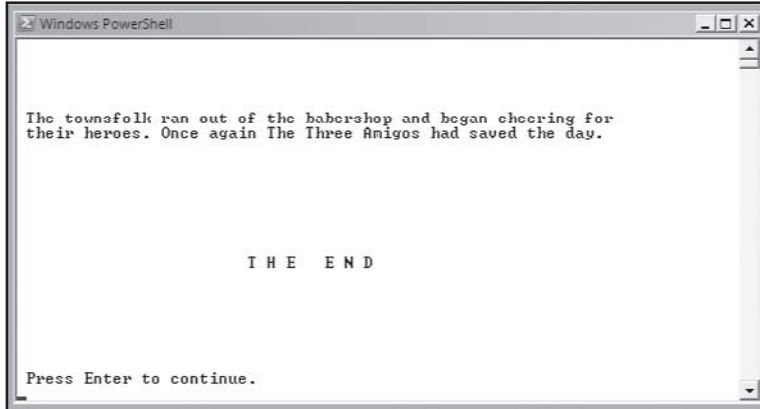 Windows PowerShell
The townsfolk ran out of the babershop and began cheering for
their heroes. Once again The Three Amigos had saved the day.
T H E E N D
Press Enter to continue.